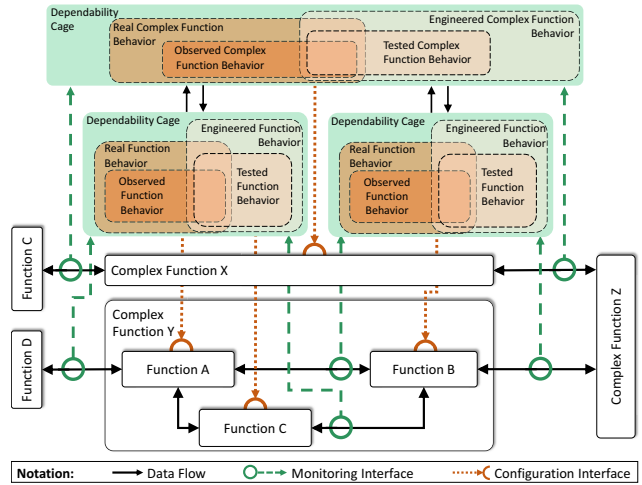 Dependability
Cage
Real Complex Function
Behavior
Engineered Complex Function
Behavior
Observed Complex
Function Behavior
Tested Complex
Function Behavior
Dependability Cage
Engineered Function
Behavior
Real Function
Behavior
Observed
Function
Behavior
Tested
Function
Behavior
Dependability Cage
Engineered Function
Behavior
Real Function
Behavior
Observed
Function
Behavior
Tested
Function
Behavior
Function C
Complex Function X
Complex Function Z
Complex
Function Y
Function D
Function A
Function B
Function C
Notation:
Data Flow
Monitoring Interface
Configuration Interface